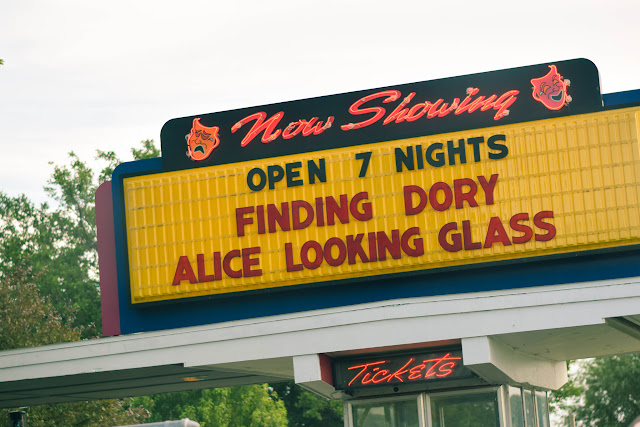 Now Showing
OPEN 7 NIGHTS
FINDING DORY
ALICE LOOKING GLASS
Tickets